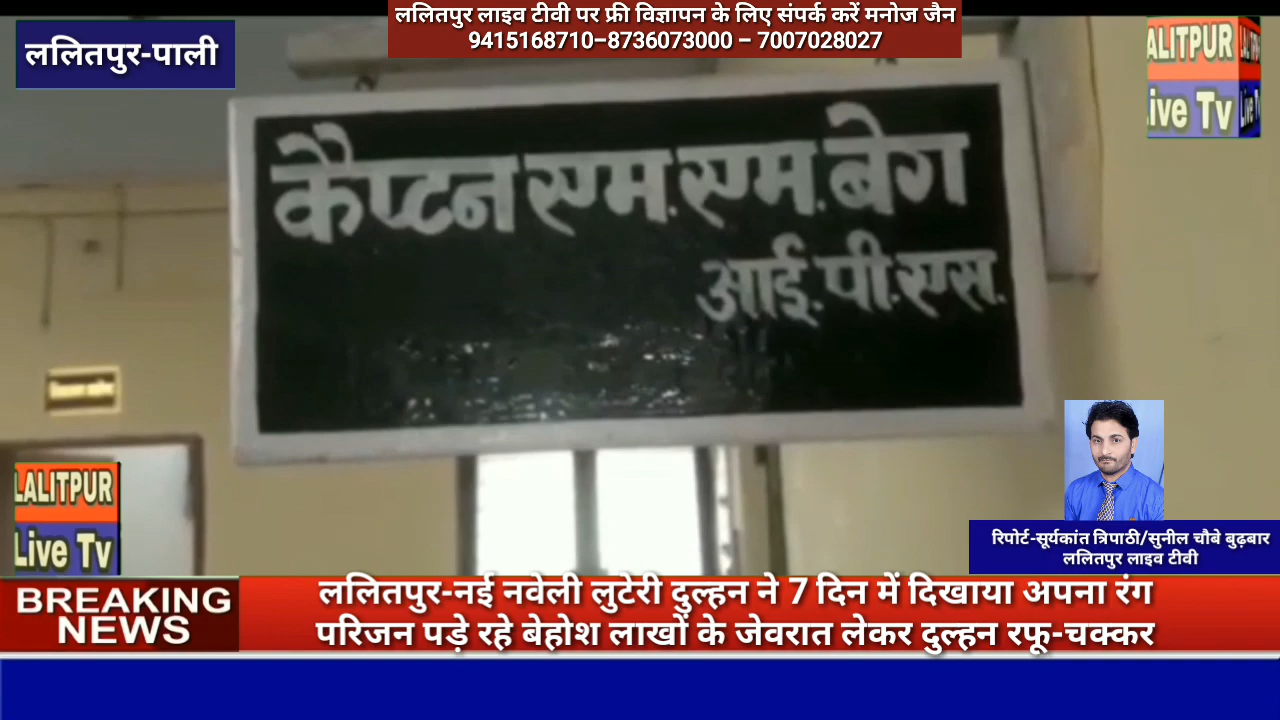 ललितपुर लाइव टीवी पर फ्री विज्ञापन के लिए संपर्क करें मनोज जैन
9415168710-8736073000 - 7007028027
ललितपुर-पाली
ALITPUR
ive Tv
कैप्टन एम. एम. बेग
आई. पी. एस.
LALITPUR
Live Tv
रिपोर्ट-सूर्यकांत त्रिपाठी/सुनील चौबे बुढ़बार
ललितपुर लाइव टीवी
BREAKING
NEWS
ललितपुर-नई नवेली लुटेरी दुल्हन ने 7 दिन में दिखाया अपना रंग
परिजन पड़े रहे बेहोश लाखों के जेवरात लेकर दुल्हन रफू-चक्कर